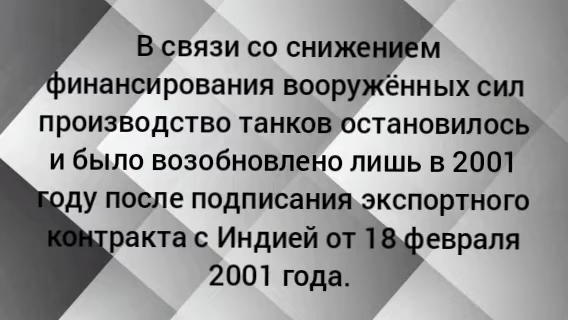 В связи со снижением
финансирования вооружённых сил
производство танков остановилось
и было возобновлено лишь в 2001
году после подписания экспортного
контракта с Индией от 18 февраля
2001 года.